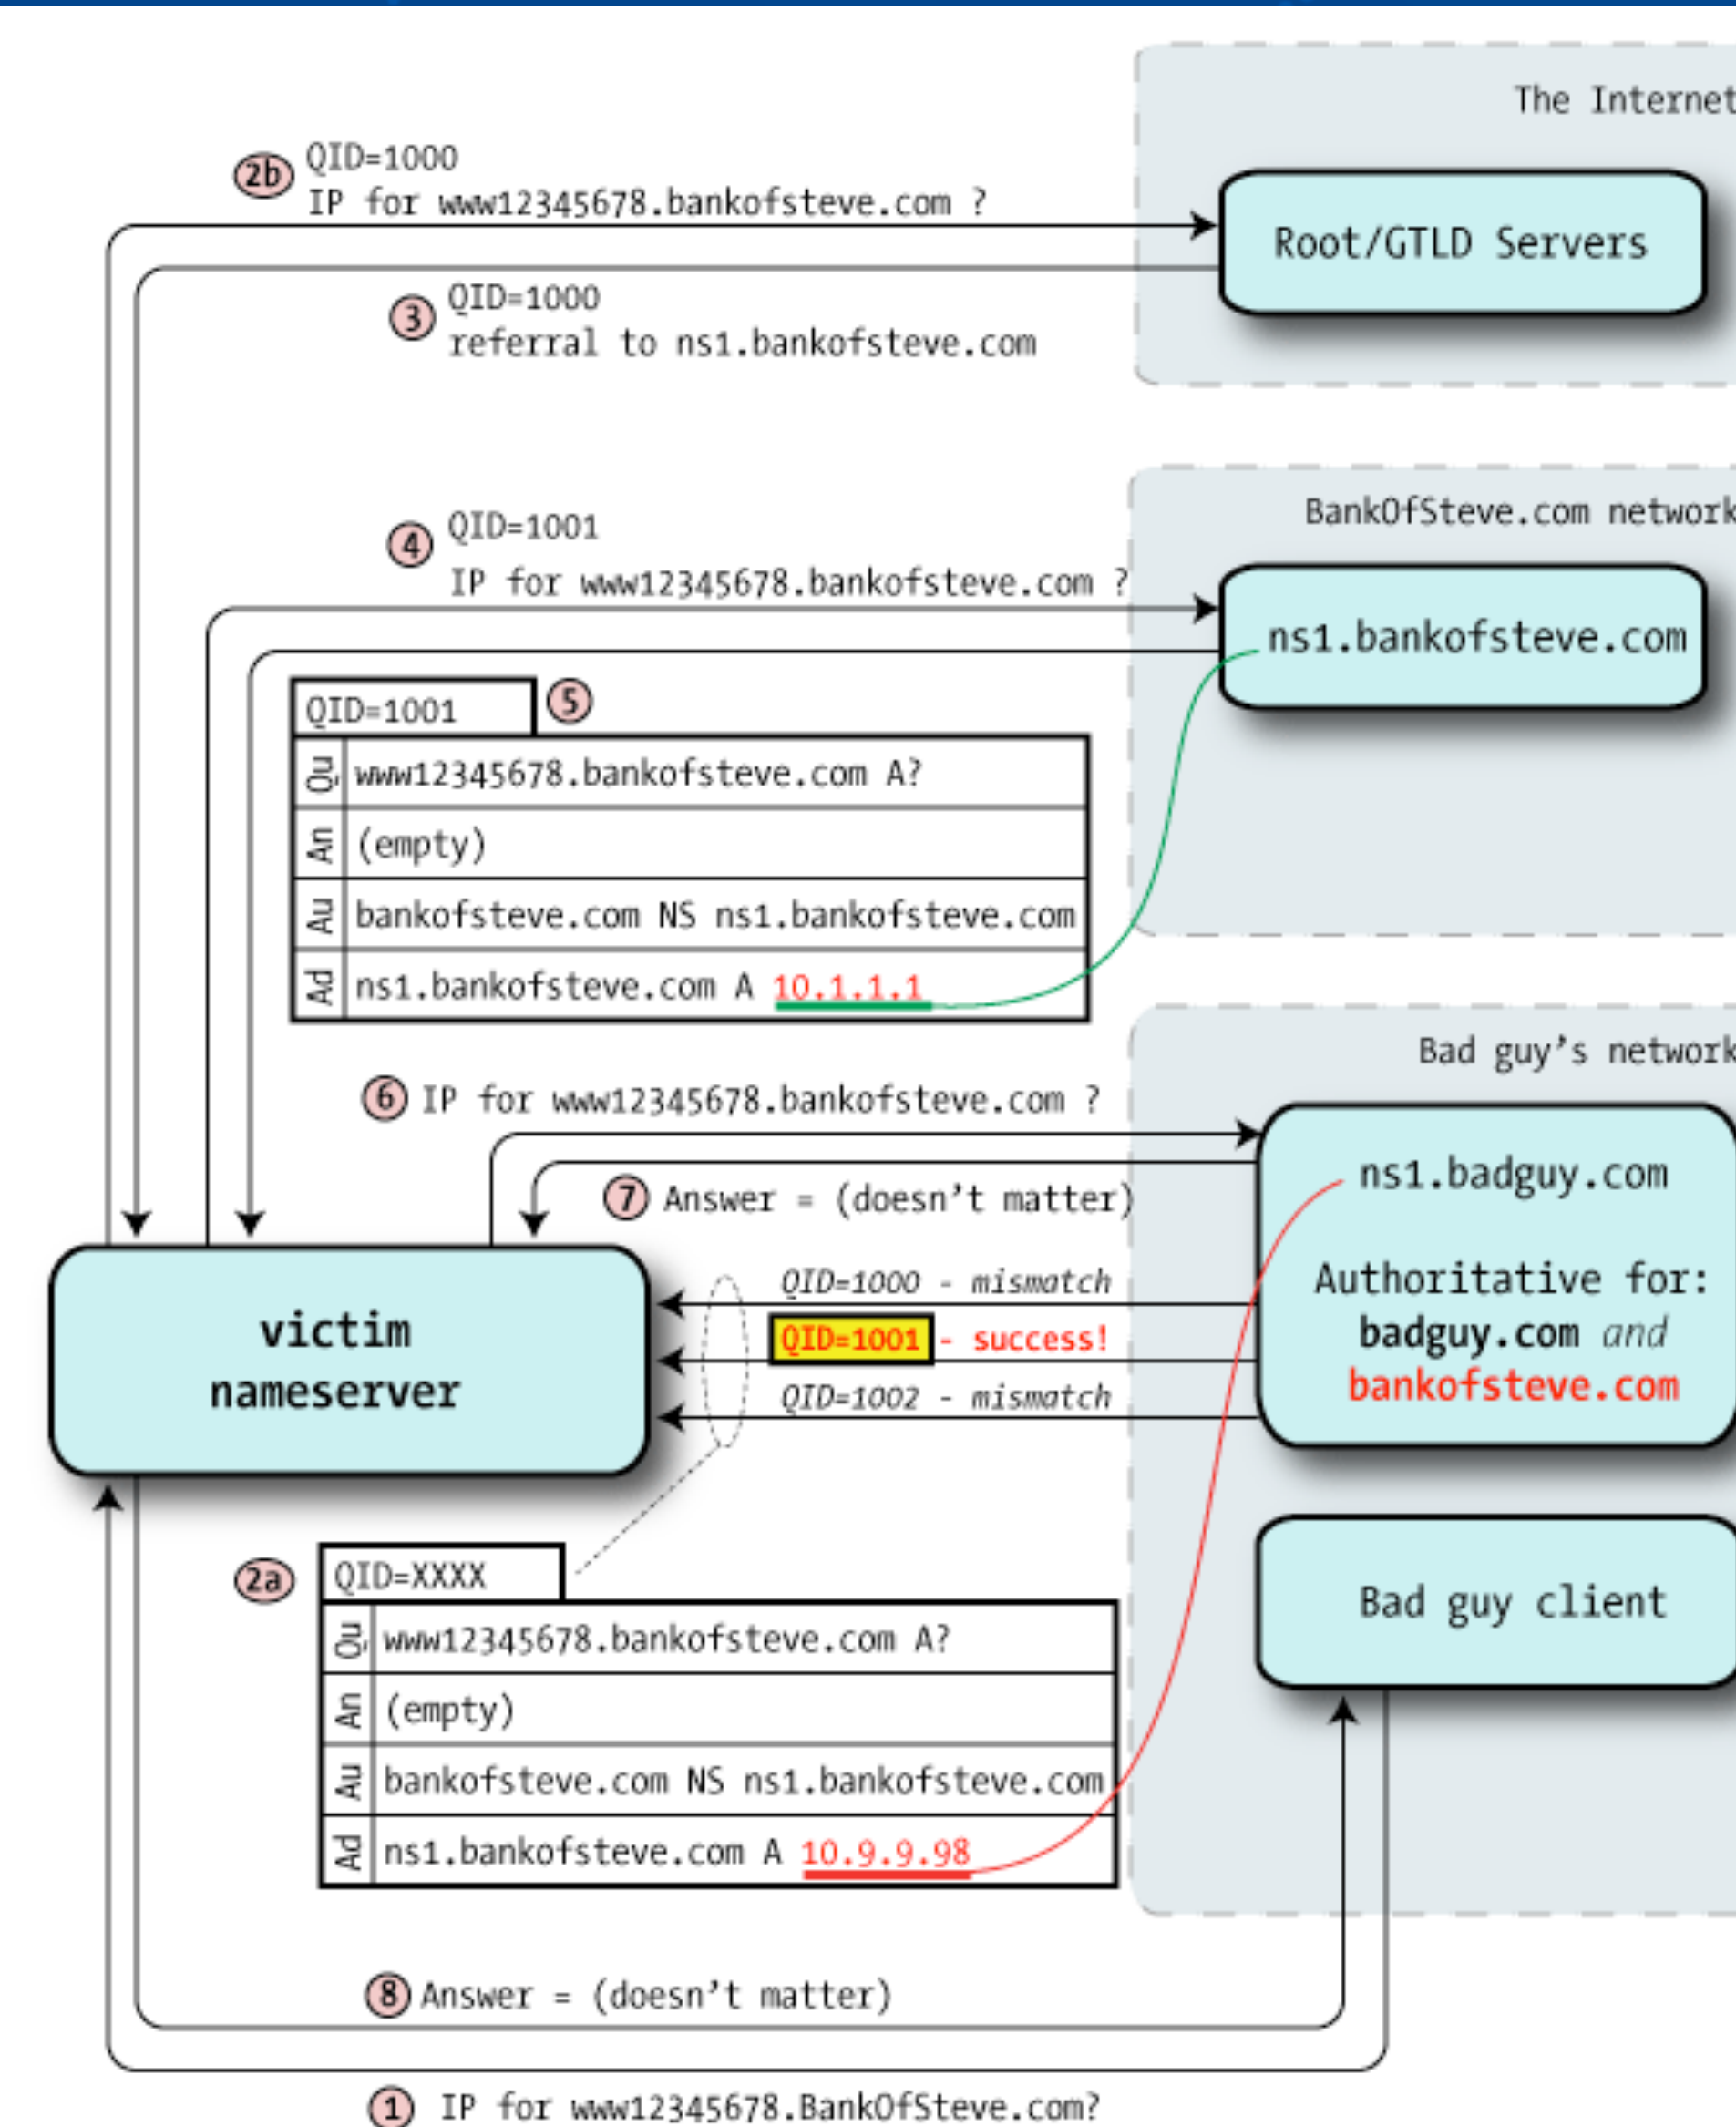 The Internet
2b QID=1000
IP for www12345678.bankofsteve.com ?
Root/GTLD Servers
3 QID=1000
referral to ns1.bankofsteve.com
BankOfSteve.com network
4 QID=1001
IP for www12345678.bankofsteve.com ?
ns1.bankofsteve.com
QID=1001 5
Qu www12345678.bankofsteve.com A?
An (empty)
Au bankofsteve.com NS ns1.bankofsteve.com
Ad ns1.bankofsteve.com A 10.1.1.1
Bad guy's network
6 IP for www12345678.bankofsteve.com ?
ns1.badguy.com
7 Answer = (doesn't matter)
Authoritative for:
badguy.com and
bankofsteve.com
QID=1000 - mismatch
QID=1001 - success!
QID=1002 - mismatch
victim
nameserver
2a QID=XXXX
Qu www12345678.bankofsteve.com A?
An (empty)
Au bankofsteve.com NS ns1.bankofsteve.com
Ad ns1.bankofsteve.com A 10.9.9.98
Bad guy client
8 Answer = (doesn't matter)
1 IP for www12345678.BankOfSteve.com?